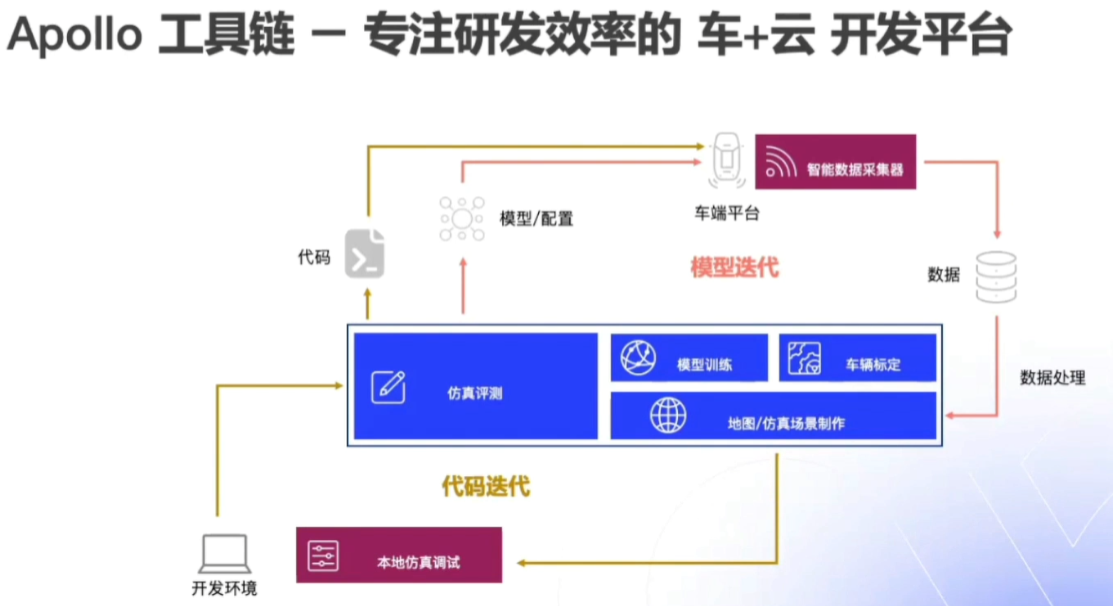 Apollo 工具链 — 专注研发效率的 车+云 开发平台
智能数据采集器
车端平台
模型/配置
代码
模型迭代
数据
仿真评测
模型训练
车辆标定
数据处理
地图/仿真场景制作
代码迭代
本地仿真调试
开发环境